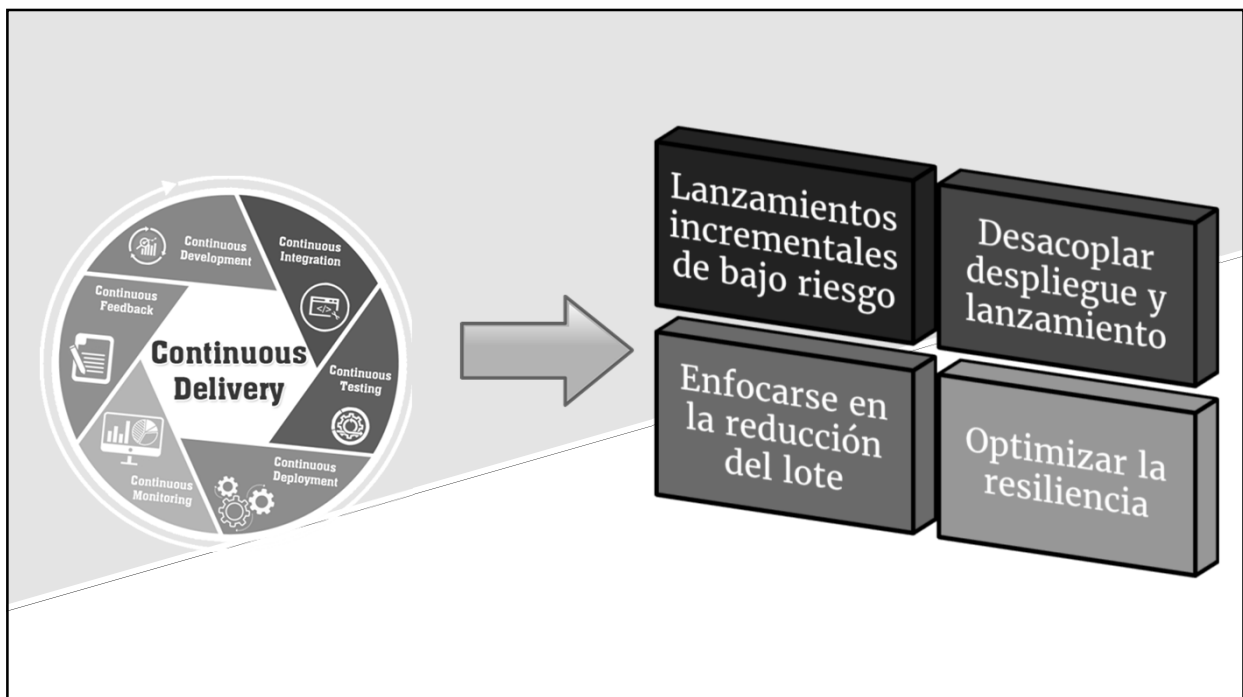 Continuous
Development
Continuous
Integration
Continuous
Feedback
Continuous
Delivery
Continuous
Testing
Continuous
Monitoring
Continuous
Deployment
Lanzamientos
incrementales
de bajo riesgo
Desacoplar
despliegue y
lanzamiento
Enfocarse en
la reducción
del lote
Optimizar la
resiliencia